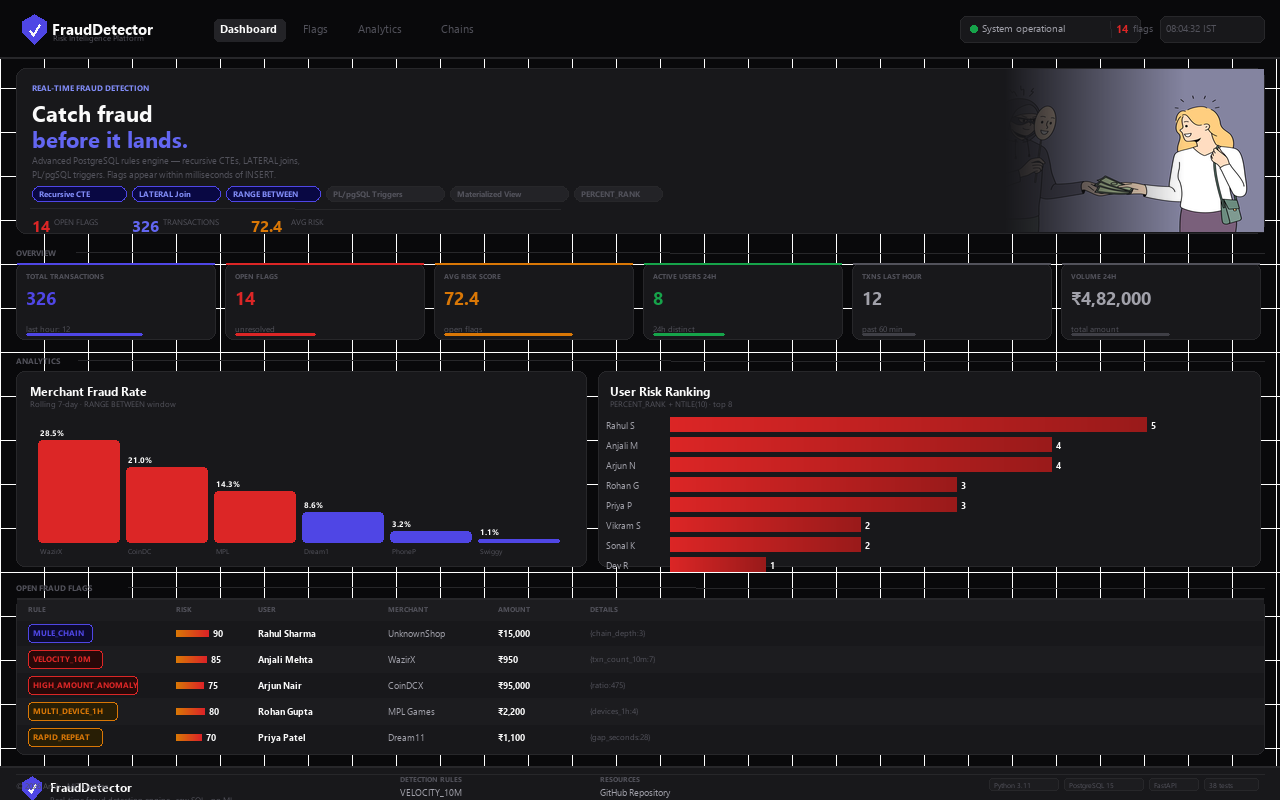 FraudDetector
Risk Intelligence Platform
Dashboard Flags Analytics Chains
System operational 14 flags 08:04:32 IST
REAL-TIME FRAUD DETECTION
Catch fraud
before it lands.
Advanced PostgreSQL rules engine — recursive CTEs, LATERAL joins,
PL/pgSQL triggers. Flags appear within milliseconds of INSERT.
Recursive CTE LATERAL Join RANGE BETWEEN PL/pgSQL Triggers Materialized View PERCENT_RANK
14 OPEN FLAGS 326 TRANSACTIONS 72.4 AVG RISK
OVERVIEW
TOTAL TRANSACTIONS OPEN FLAGS AVG RISK SCORE ACTIVE USERS 24H TXNS LAST HOUR VOLUME 24H
326 14 72.4 8 12 ₹4,82,000
last hour: 12 unresolved open flags 24h distinct past 60 min total amount
ANALYTICS
Merchant Fraud Rate
Rolling 7-day · RANGE BETWEEN window
28.5%
21.0%
14.3%
8.6%
3.2%
1.1%
WazirX CoinDC MPL Dream1 PhoneP Swiggy
User Risk Ranking
PERCENT_RANK + NTILE(10) · top 8
Rahul S 5
Anjali M 4
Arjun N 4
Rohan G 3
Priya P 3
Vikram S 2
Sonal K 2
Dev R 1
OPEN FRAUD FLAGS
RULE RISK USER MERCHANT AMOUNT DETAILS
MULE_CHAIN 90 Rahul Sharma UnknownShop ₹15,000 {chain_depth:3}
VELOCITY_10M 85 Anjali Mehta WazirX ₹950 {txn_count_10m:7}
HIGH_AMOUNT_ANOMALY 75 Arjun Nair CoinDCX ₹95,000 {ratio:475}
MULTI_DEVICE_1H 80 Rohan Gupta MPL Games ₹2,200 {devices_1h:4}
RAPID_REPEAT 70 Priya Patel Dream11 ₹1,100 {gap_seconds:28}
FraudDetector
DETECTION RULES
VELOCITY_10M
RESOURCES
GitHub Repository
Python 3.11 PostgreSQL 15 FastAPI 38 tests